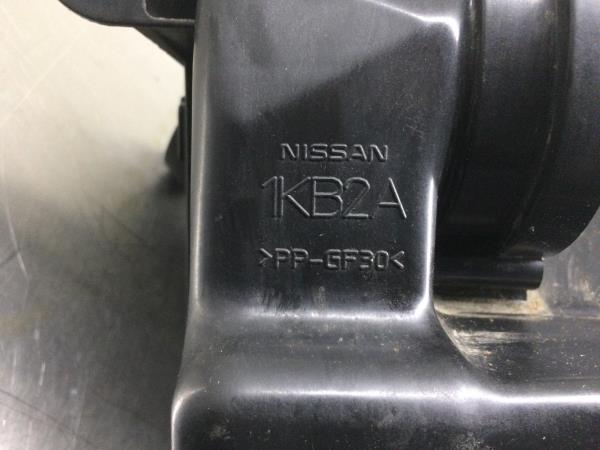 NISSAN
1KB2A
>PP-GF30<